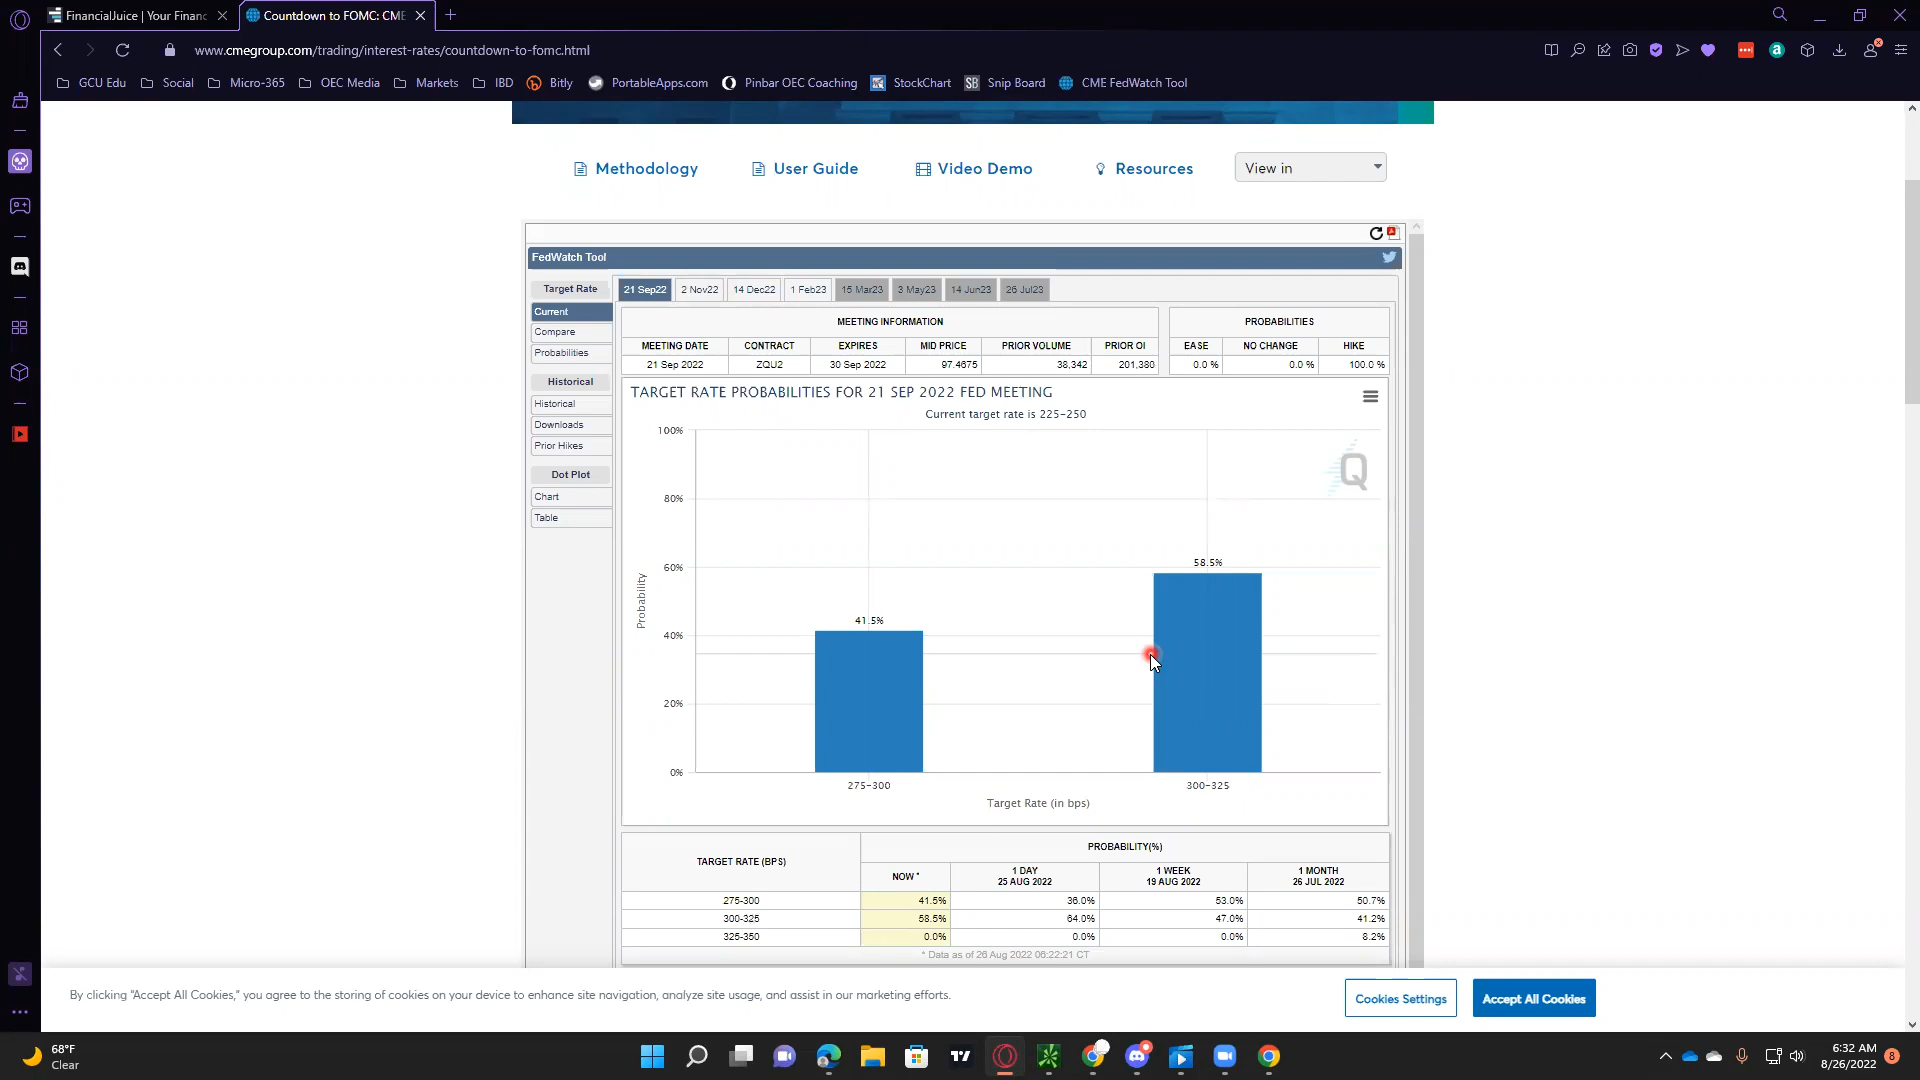 FinancialJuice | Your Financ
Countdown to FOMC: CME
www.cmegroup.com/trading/interest-rates/countdown-to-fomc.html
GCU Edu Social Micro-365 OEC Media Markets IBD Bitly PortableApps.com Pinbar OEC Coaching StockChart SB Snip Board CME FedWatch Tool
Methodology User Guide Video Demo Resources View in
FedWatch Tool
Target Rate 21 Sep22 2 Nov22 14 Dec22 1 Feb23 15 Mar23 3 May23 14 Jun23 26 Jul23
Current
Compare
Probabilities
Historical
Historical
Downloads
Prior Hikes
Dot Plot
Chart
Table
MEETING INFORMATION
MEETING DATE CONTRACT EXPIRES MID PRICE PRIOR VOLUME PRIOR OI
21 Sep 2022 ZQU2 30 Sep 2022 97.4675 38,342 201,380
PROBABILITIES
EASE NO CHANGE HIKE
0.0 % 0.0 % 100.0 %
TARGET RATE PROBABILITIES FOR 21 SEP 2022 FED MEETING
Current target rate is 225-250
100%
80%
60%
40%
20%
0%
Probability
Q
41.5%
58.5%
275-300 300-325
Target Rate (in bps)
TARGET RATE (BPS) PROBABILITY(%)
NOW * 1 DAY 1 WEEK 1 MONTH
25 AUG 2022 19 AUG 2022 26 JUL 2022
275-300 41.5% 36.0% 53.0% 50.7%
300-325 58.5% 64.0% 47.0% 41.2%
325-350 0.0% 0.0% 0.0% 8.2%
* Data as of 26 Aug 2022 06:22:21 CT
By clicking “Accept All Cookies,” you agree to the storing of cookies on your device to enhance site navigation, analyze site usage, and assist in our marketing efforts.
Cookies Settings Accept All Cookies
68°F
Clear
6:32 AM
8/26/2022
8